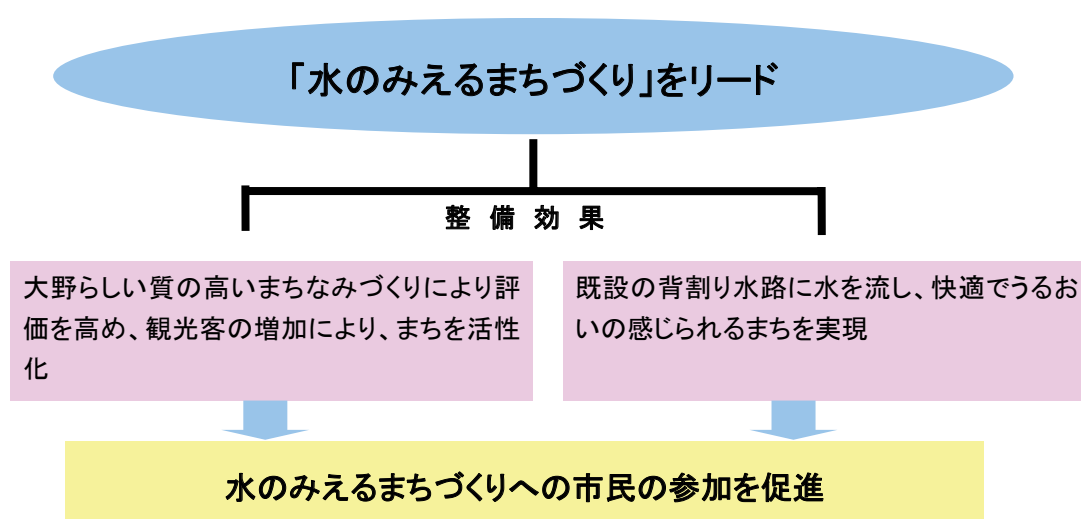 「水のみえるまちづくり」をリード
整 備 効 果
大野らしい質の高いまちなみづくりにより評
価を高め、観光客の増加により、まちを活性
化
既設の背割り水路に水を流し、快適でうるお
いの感じられるまちを実現
水のみえるまちづくりへの市民の参加を促進